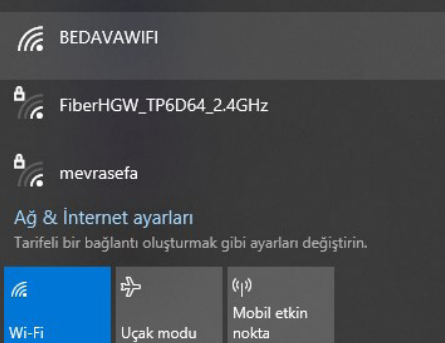 BEDAVAWIFI
FiberHGW_TP6D64_2.4GHz
mevrasefa
Ağ & İnternet ayarları
Tarifeli bir bağlantı oluşturmak gibi ayarları değiştirin.
Wi-Fi
Uçak modu
Mobil etkin
nokta